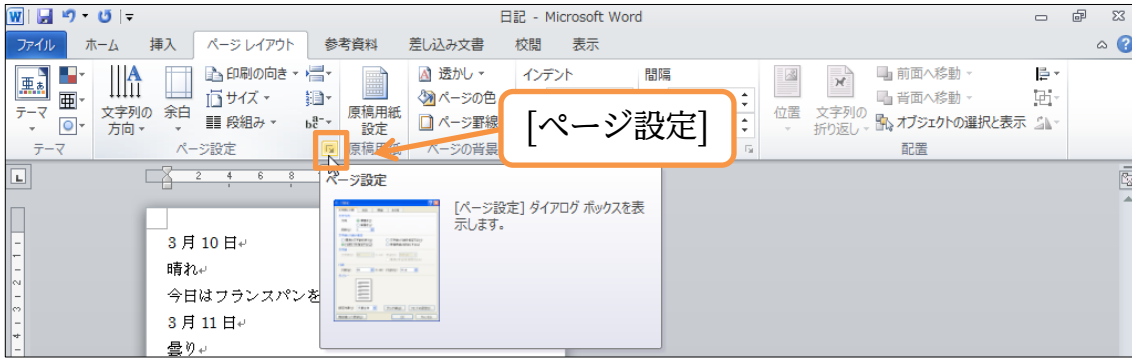 日記 - Microsoft Word
ファイル ホーム 挿入 ページ レイアウト 参考資料 差し込み文書 校閲 表示
亜あ
テーマ
文字列の方向
余白
印刷の向き
サイズ
段組み
原稿用紙設定
透かし
ページの色
ページ罫線
インデント 間隔
位置
文字列の折り返し
前面へ移動
背面へ移動
オブジェクトの選択と表示
テーマ ページ設定 原稿用紙 ページの背景 配置
[ページ設定]
2 4 6 8
ページ設定
[ページ設定] ダイアログ ボックスを表
示します。
3 月 10 日
晴れ
今日はフランスパンを
3 月 11 日
曇り